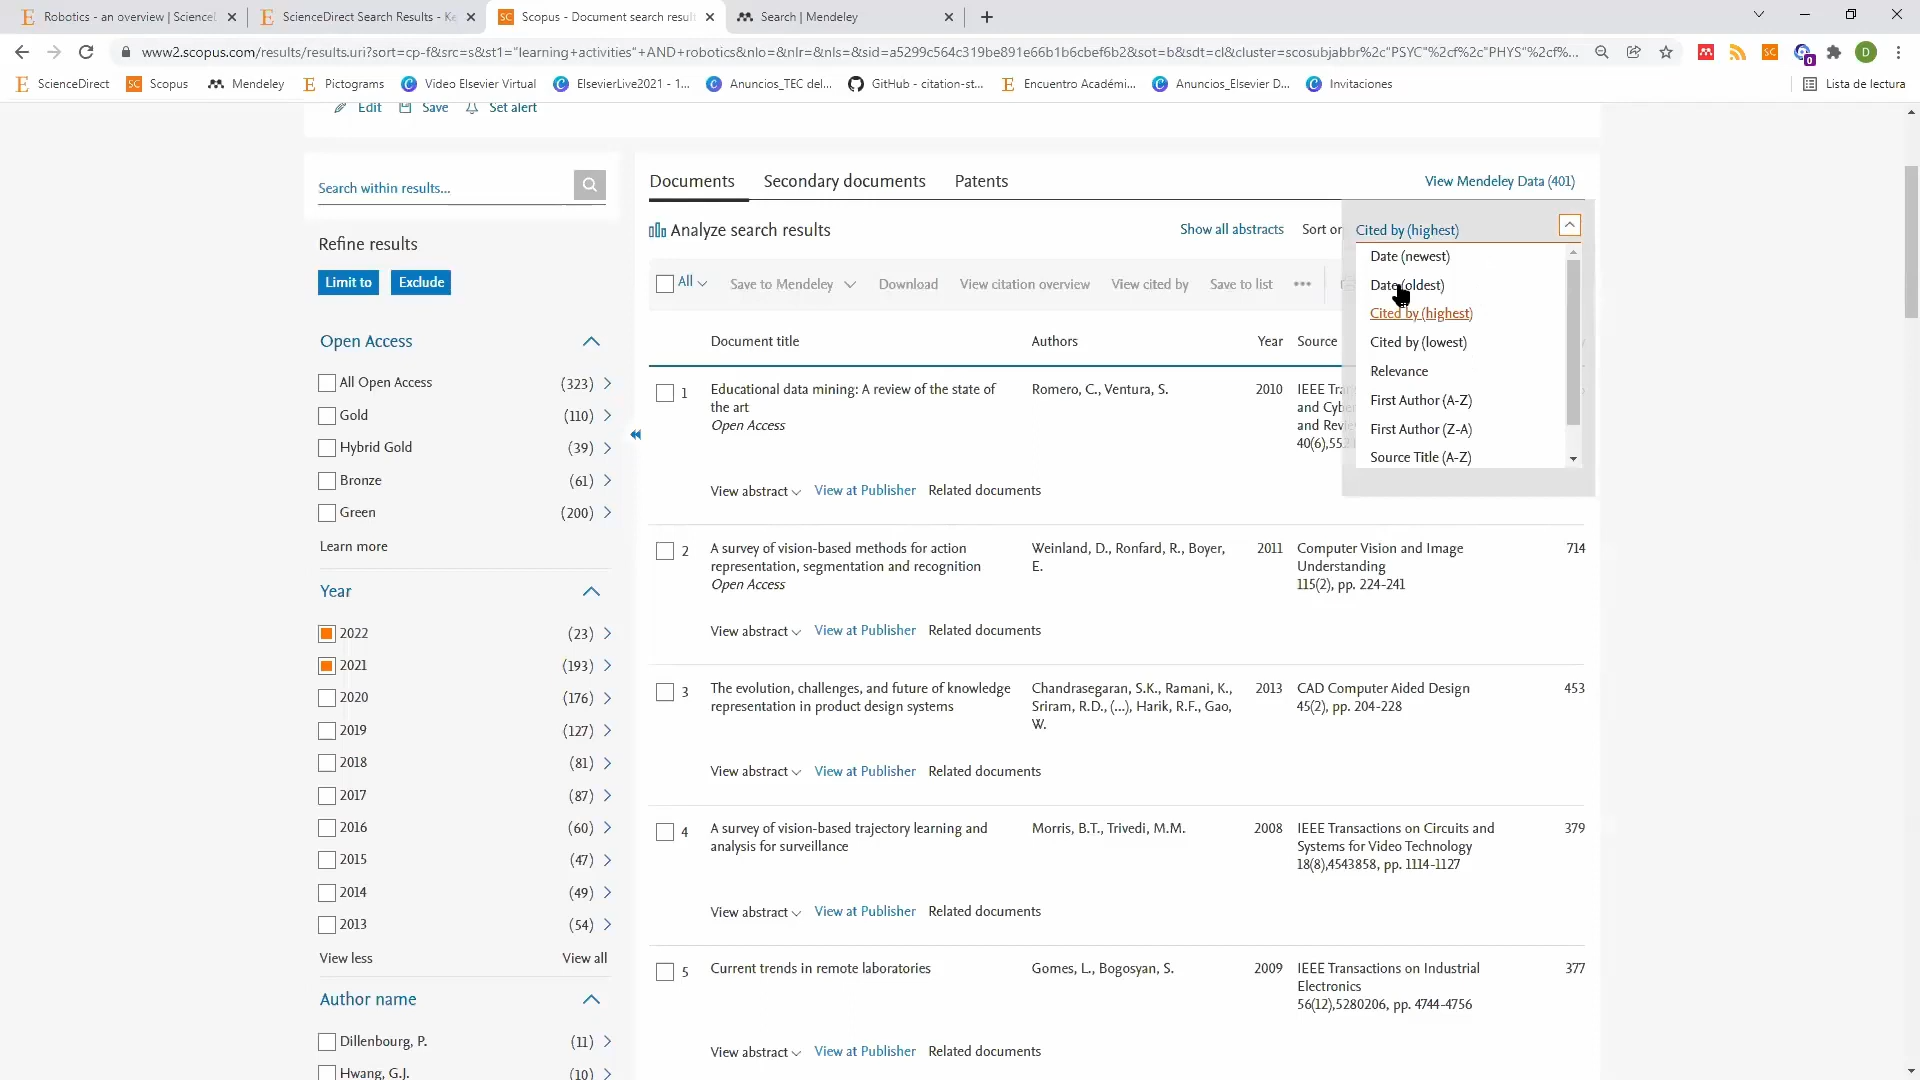 Robotics - an overview | Science
ScienceDirect Search Results - Ke
SC Scopus - Document search result
Search | Mendeley
www2.scopus.com/results/results.uri?sort=cp-f&src=s&st1="learning+activities"+AND+robotics&nlo=&nlr=&nls=&sid=a5299c564c319be891e66b1b6cbef6b2&sot=b&sdt=cl&cluster=scosubjabbr%2c"PSYC"%2cf%2c"PHYS"%2cf%...
SC
0
D
ScienceDirect
SC Scopus
Mendeley
Pictograms
Video Elsevier Virtual
ElsevierLive2021 - 1...
Anuncios_TEC del...
GitHub - citation-st...
Encuentro Académi...
Anuncios_Elsevier D...
Invitaciones
Lista de lectura
Edit Save Set alert
Search within results...
Refine results
Limit to Exclude
Open Access
All Open Access (323)
Gold (110)
Hybrid Gold (39)
Bronze (61)
Green (200)
Learn more
Year
2022 (23)
2021 (193)
2020 (176)
2019 (127)
2018 (81)
2017 (87)
2016 (60)
2015 (47)
2014 (49)
2013 (54)
View less View all
Author name
Dillenbourg, P. (11)
Hwang, G.J. (10)
Documents Secondary documents Patents
View Mendeley Data (401)
Analyze search results
Show all abstracts Sort on
Cited by (highest)
Date (newest)
Date (oldest)
Cited by (highest)
Cited by (lowest)
Relevance
First Author (A-Z)
First Author (Z-A)
Source Title (A-Z)
All Save to Mendeley Download View citation overview View cited by Save to list •••
Document title Authors Year Source
1 Educational data mining: A review of the state of
the art
Open Access
Romero, C., Ventura, S.
2010
IEEE Tran
and Cybe
and Revi
40(6),552
View abstract View at Publisher Related documents
2 A survey of vision-based methods for action
representation, segmentation and recognition
Open Access
Weinland, D., Ronfard, R., Boyer,
E.
2011
Computer Vision and Image
Understanding
115(2), pp. 224-241
714
View abstract View at Publisher Related documents
3 The evolution, challenges, and future of knowledge
representation in product design systems
Chandrasegaran, S.K., Ramani, K.,
Sriram, R.D., (...), Harik, R.F., Gao,
W.
2013
CAD Computer Aided Design
45(2), pp. 204-228
453
View abstract View at Publisher Related documents
4 A survey of vision-based trajectory learning and
analysis for surveillance
Morris, B.T., Trivedi, M.M.
2008
IEEE Transactions on Circuits and
Systems for Video Technology
18(8),4543858, pp. 1114-1127
379
View abstract View at Publisher Related documents
5 Current trends in remote laboratories
Gomes, L., Bogosyan, S.
2009
IEEE Transactions on Industrial
Electronics
56(12),5280206, pp. 4744-4756
377
View abstract View at Publisher Related documents